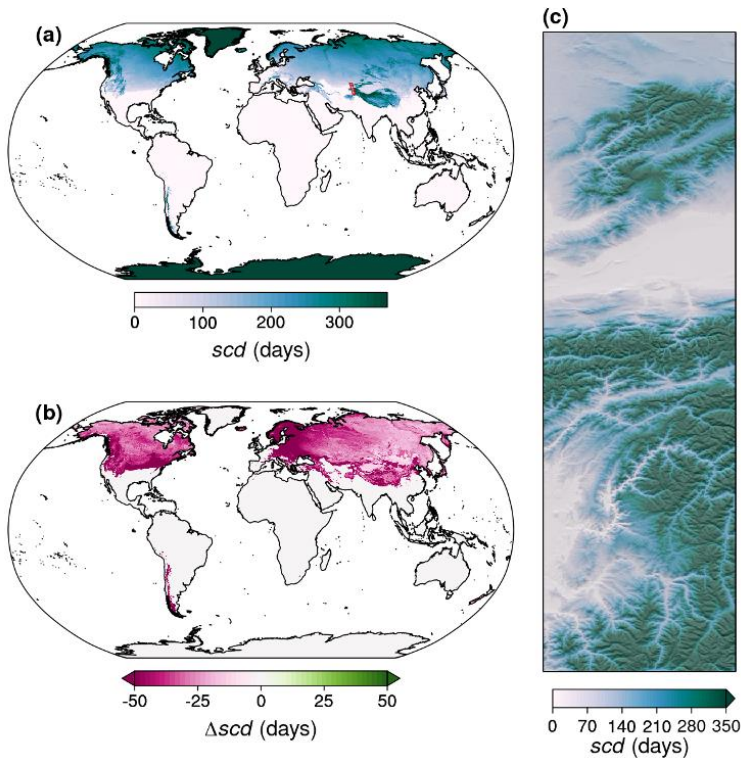 (a)
0 100 200 300
scd (days)
(b)
-50 -25 0 25 50
Δscd (days)
(c)
0 70 140 210 280 350
scd (days)